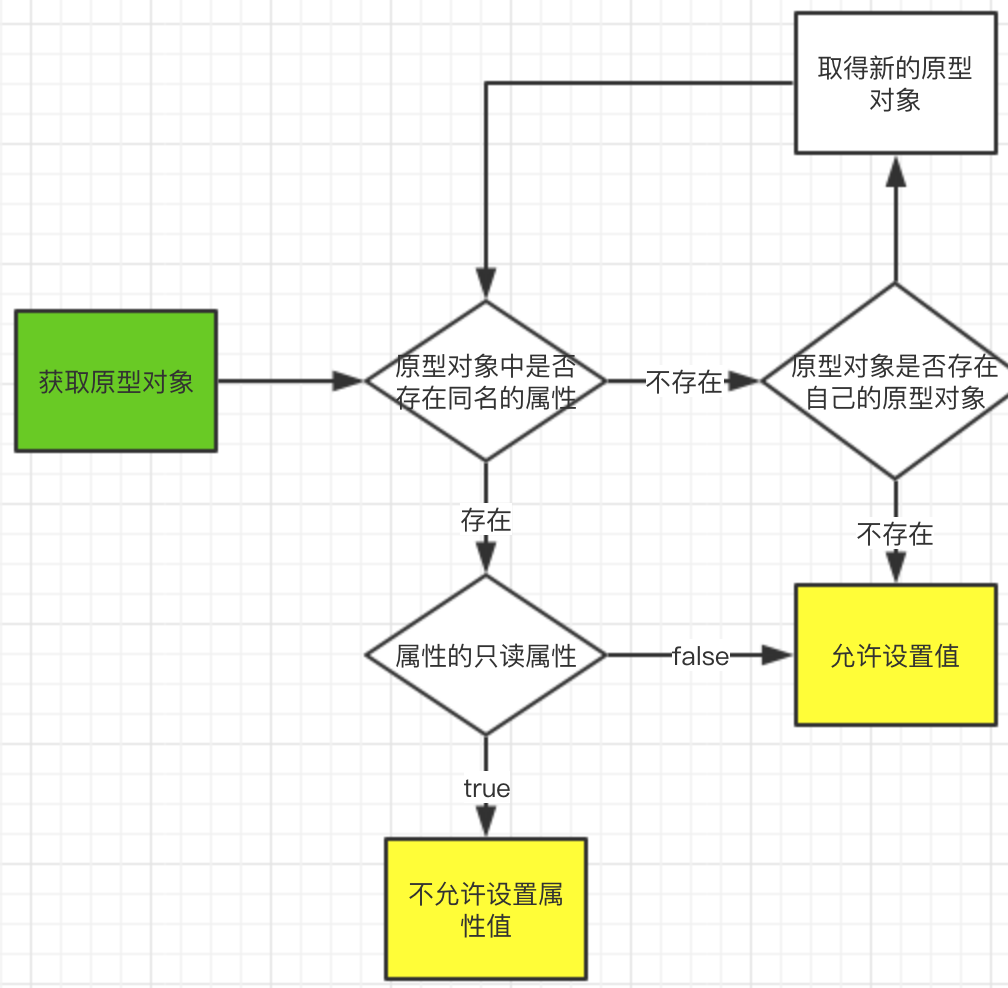 取得新的原型
对象
获取原型对象
原型对象中是否
存在同名的属性
不存在
原型对象是否存在
自己的原型对象
存在
不存在
属性的只读属性
false
允许设置值
true
不允许设置属
性值